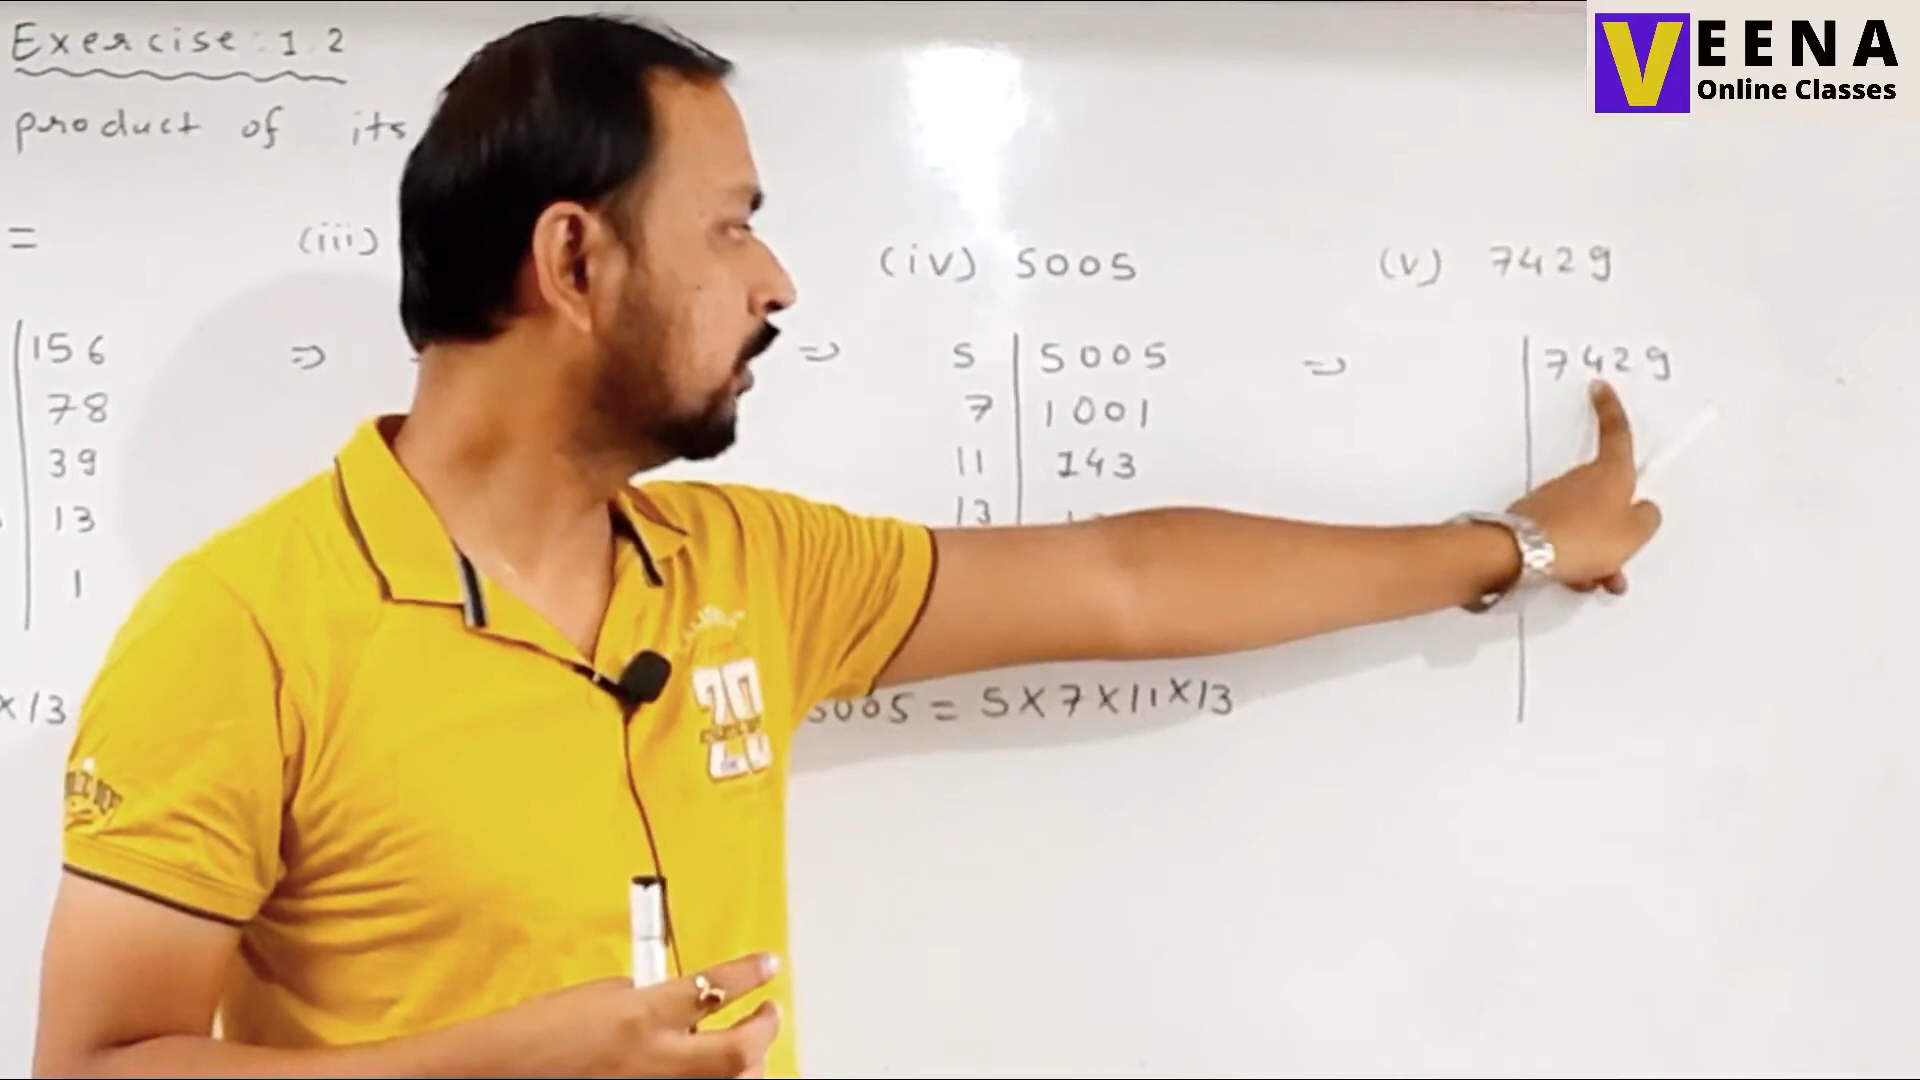 Exercise: 1.2
VEENA
Online Classes
product of its
=
(iii)
(iv) 5005
(v) 7429
156
78
39
13
1
⇒
⇒
5 | 5005
7 | 1001
11 | 143
13
⇒
7429
×13
5005 = 5×7×11×13
20